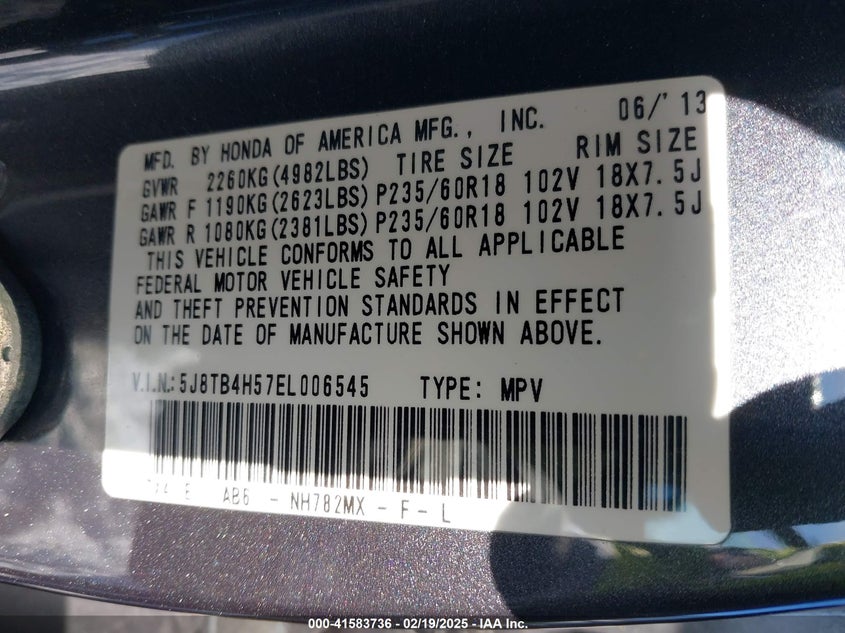 MFD. BY HONDA OF AMERICA MFG., INC. 06/'13
GVWR 2260KG(4982LBS) TIRE SIZE RIM SIZE
GAWR F 1190KG(2623LBS) P235/60R18 102V 18X7.5J
GAWR R 1080KG(2381LBS) P235/60R18 102V 18X7.5J
THIS VEHICLE CONFORMS TO ALL APPLICABLE
FEDERAL MOTOR VEHICLE SAFETY
AND THEFT PREVENTION STANDARDS IN EFFECT
ON THE DATE OF MANUFACTURE SHOWN ABOVE.
V.I.N.: 5J8TB4H57EL006545 TYPE: MPV
AB6 - NH782MX - F - L
000-41583736 - 02/19/2025 - IAA Inc.